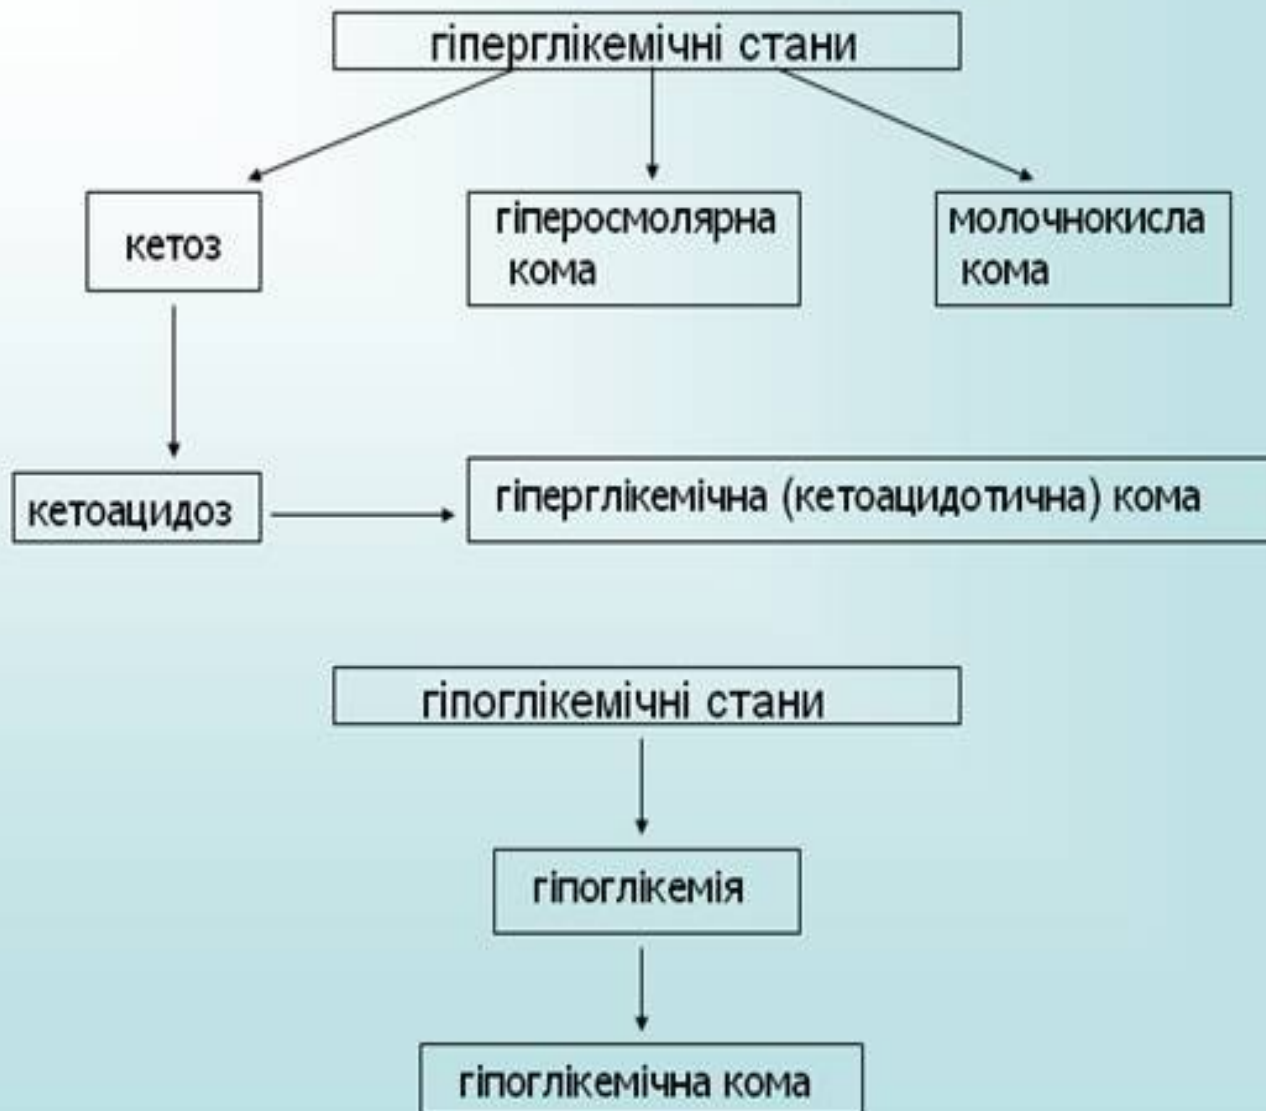 гіперглікемічні стани
кетоз
гіперосмолярна
кома
молочнокисла
кома
кетоацидоз
гіперглікемічна (кетоацидотична) кома
гіпоглікемічні стани
гіпоглікемія
гіпоглікемічна кома